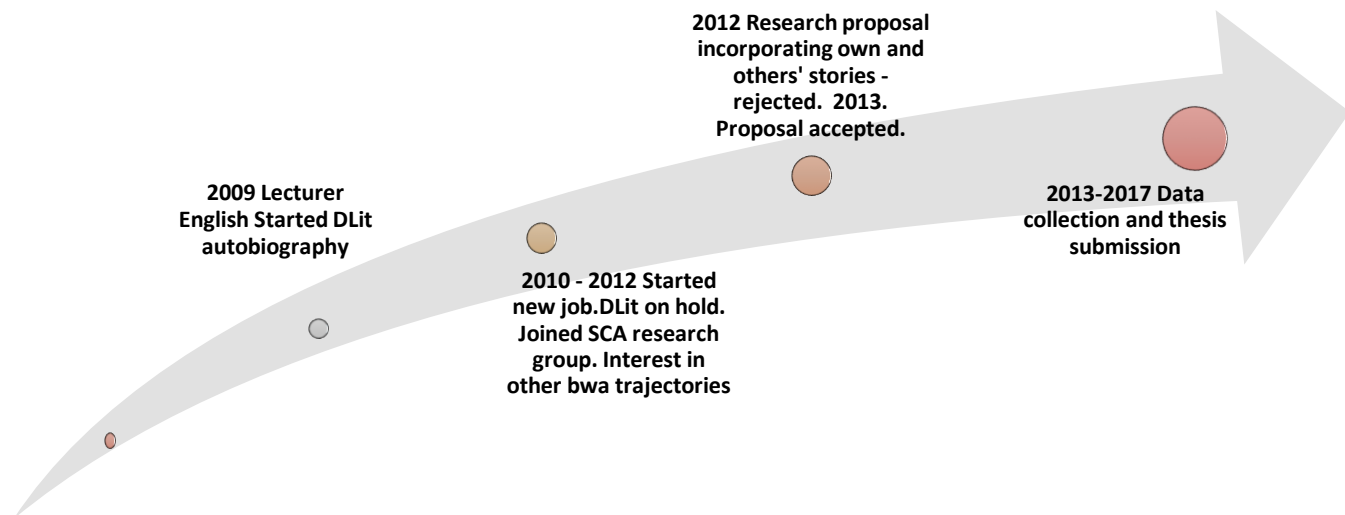 2009 Lecturer
English Started DLit
autobiography
2010 - 2012 Started
new job.DLit on hold.
Joined SCA research
group. Interest in
other bwa trajectories
2012 Research proposal
incorporating own and
others' stories -
rejected.  2013.
Proposal accepted.
2013-2017 Data
collection and thesis
submission